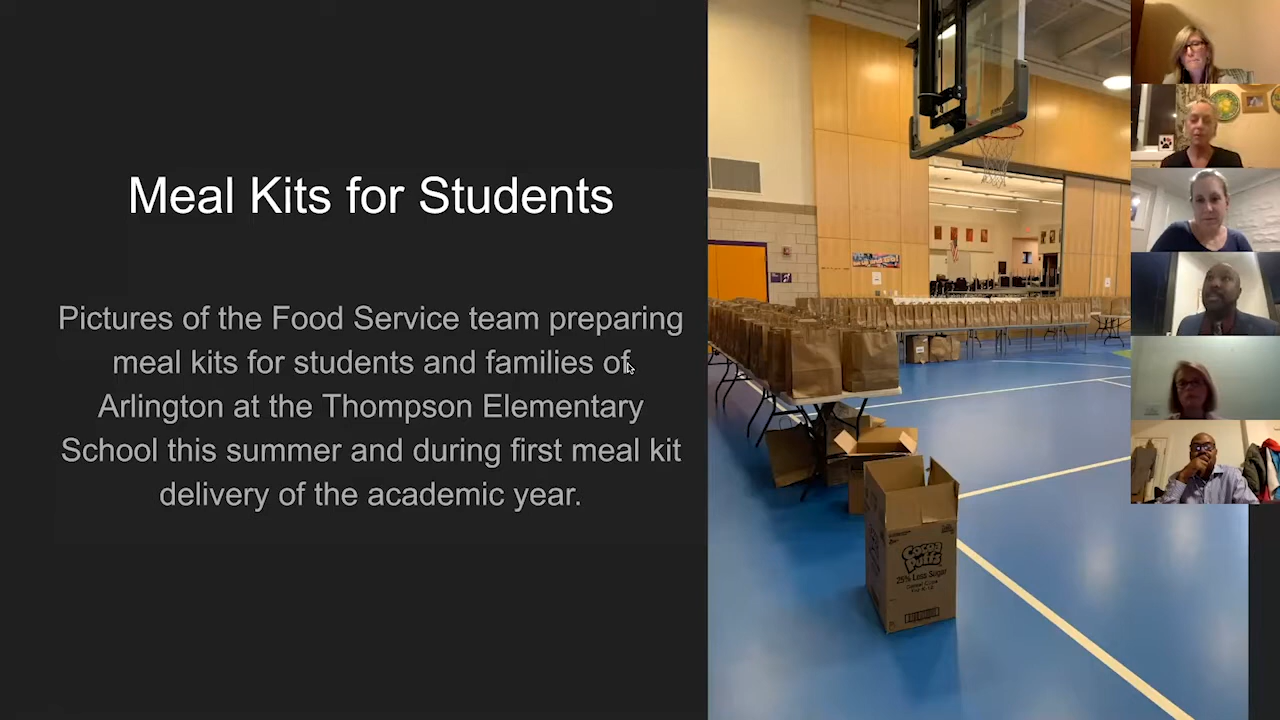 Meal Kits for Students
Pictures of the Food Service team preparing
meal kits for students and families of
Arlington at the Thompson Elementary
School this summer and during first meal kit
delivery of the academic year.
Cocoa
Puffs
25% Less Sugar